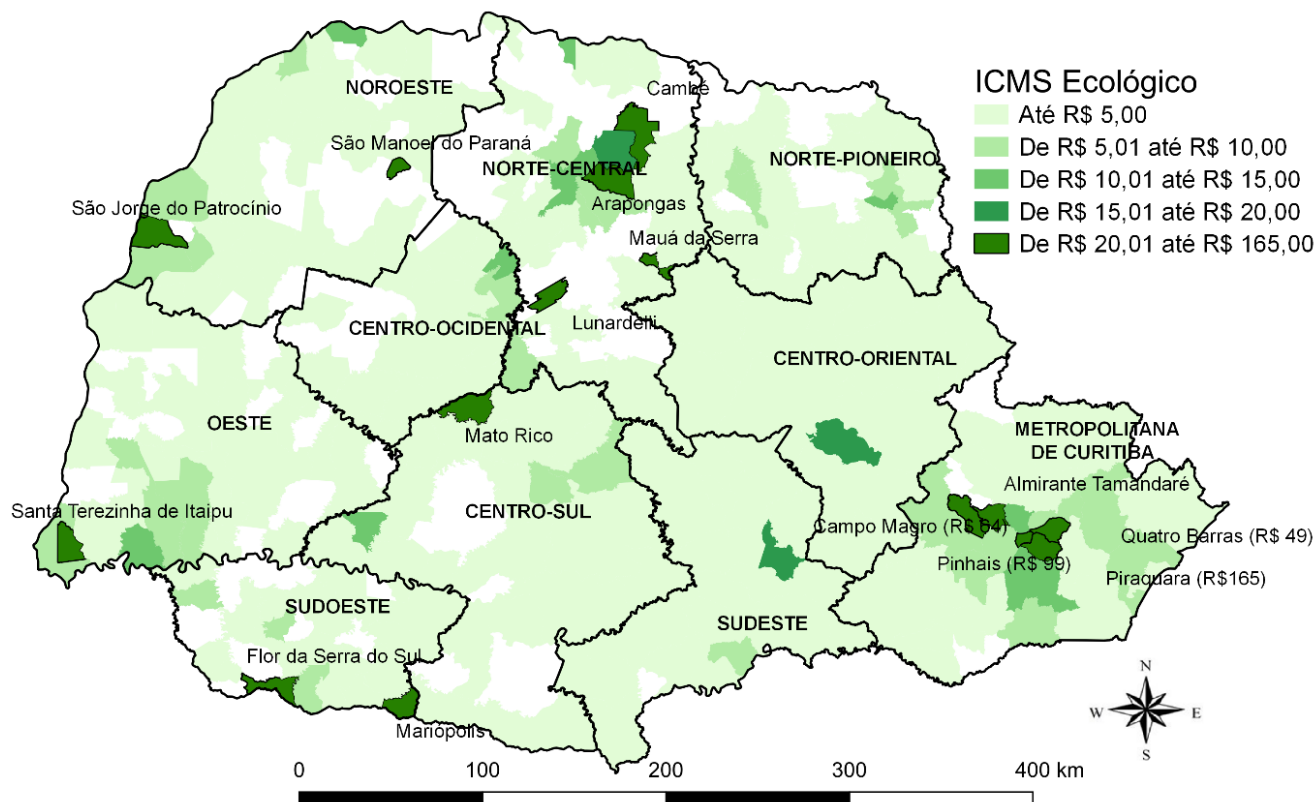 ICMS Ecológico
Até R$ 5,00
De R$ 5,01 até R$ 10,00
De R$ 10,01 até R$ 15,00
De R$ 15,01 até R$ 20,00
De R$ 20,01 até R$ 165,00
NOROESTE
Cambé
São Manoel do Paraná
NORTE-CENTRAL
NORTE-PIONEIRO
São Jorge do Patrocínio
Arapongas
Mauá da Serra
CENTRO-OCIDENTAL
Lunardelli
CENTRO-ORIENTAL
OESTE
Mato Rico
METROPOLITANA
DE CURITIBA
Almirante Tamandaré
Santa Terezinha de Itaipu
CENTRO-SUL
Campo Magro (R$ 64)
Quatro Barras (R$ 49)
Pinhais (R$ 99)
Piraquara (R$165)
SUDOESTE
SUDESTE
Flor da Serra do Sul
Mariópolis
N
W
E
S
0
100
200
300
400 km